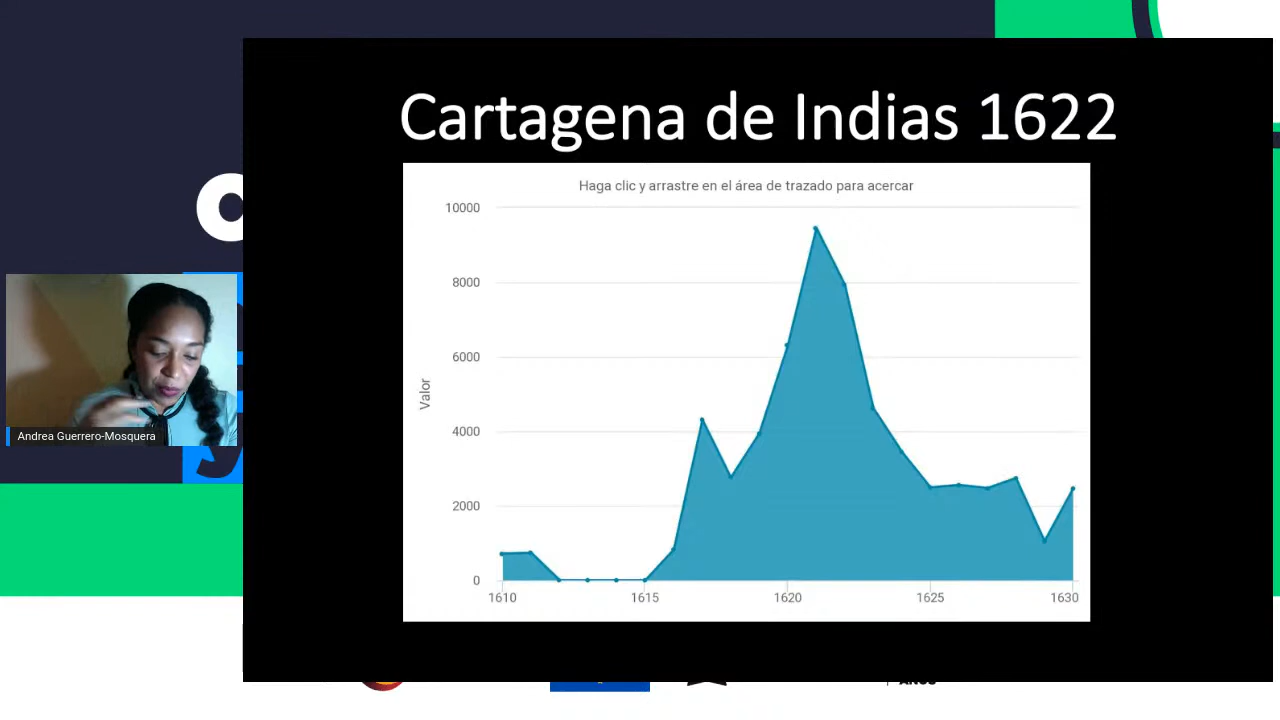 Cartagena de Indias 1622
Haga clic y arrastre en el área de trazado para acercar
10000
8000
6000
4000
2000
0
Valor
1610
1615
1620
1625
1630
Andrea Guerrero-Mosquera